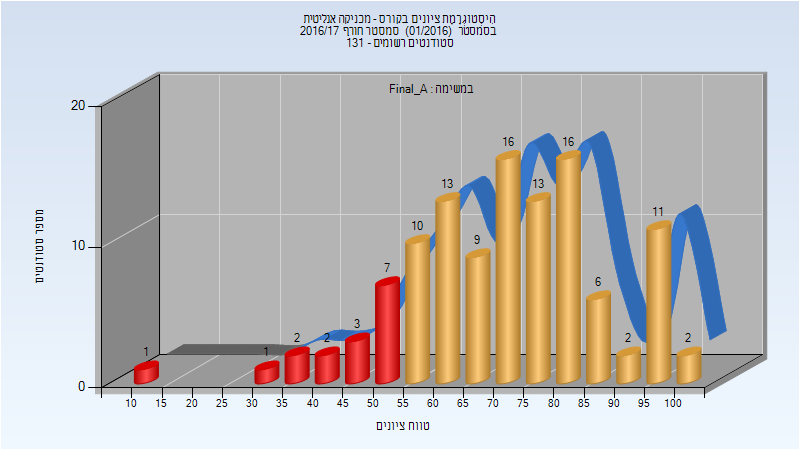 היסטוגרמת ציונים בקורס - מכניקה אנליטית
בסמסטר (01/2016) סמסטר חורף 2016/17
סטודנטים רשומים - 131
במשימה : Final_A
מספר סטודנטים
20
10
0
1
1
2
2
3
7
10
13
9
16
13
16
6
2
11
2
10 15 20 25 30 35 40 45 50 55 60 65 70 75 80 85 90 95 100
טווח ציונים